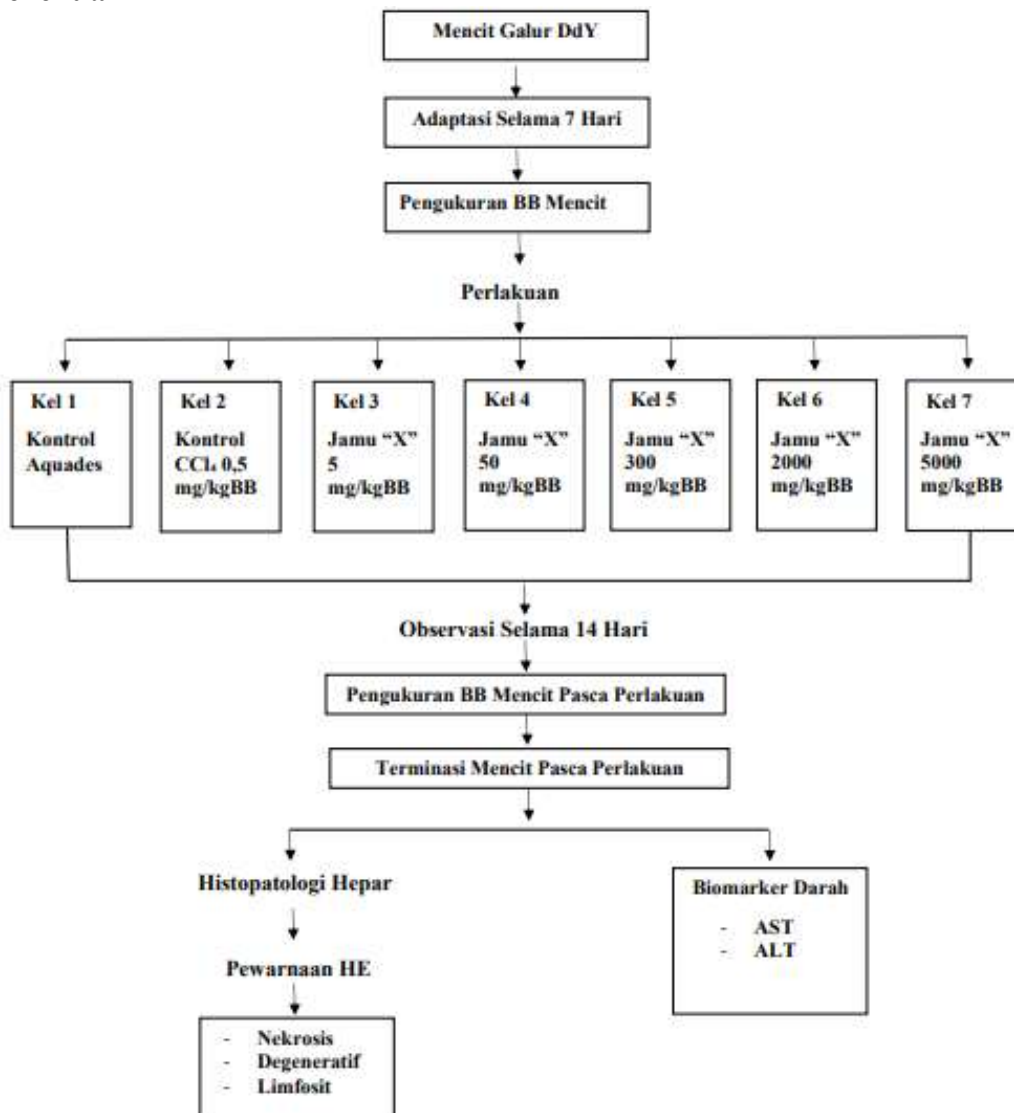 Mencit Galur DdY
Adaptasi Selama 7 Hari
Pengukuran BB Mencit
Perlakuan
Kel 1
Kontrol
Aquades
Kel 2
Kontrol
CCl₄ 0,5
mg/kgBB
Kel 3
Jamu “X”
5
mg/kgBB
Kel 4
Jamu “X”
50
mg/kgBB
Kel 5
Jamu “X”
300
mg/kgBB
Kel 6
Jamu “X”
2000
mg/kgBB
Kel 7
Jamu “X”
5000
mg/kgBB
Observasi Selama 14 Hari
Pengukuran BB Mencit Pasca Perlakuan
Terminasi Mencit Pasca Perlakuan
Histopatologi Hepar
Pewarnaan HE
- Nekrosis
- Degeneratif
- Limfosit
Biomarker Darah
- AST
- ALT